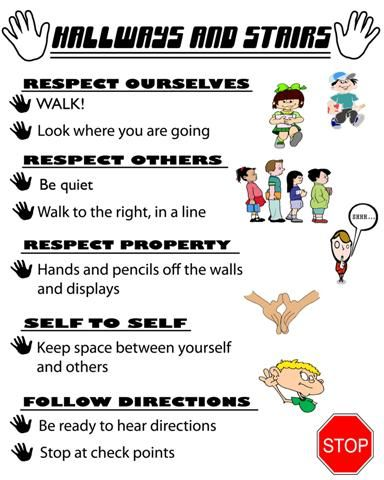 HALLWAYS AND STAIRS
RESPECT OURSELVES
WALK!
Look where you are going
RESPECT OTHERS
Be quiet
Walk to the right, in a line
SHHH...
RESPECT PROPERTY
Hands and pencils off the walls
and displays
SELF TO SELF
Keep space between yourself
and others
FOLLOW DIRECTIONS
Be ready to hear directions
Stop at check points
STOP